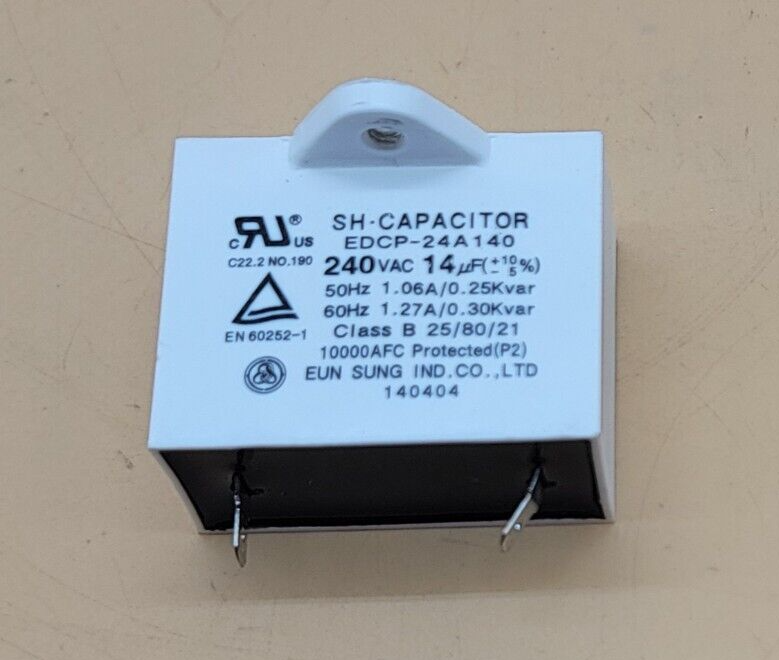 SH-CAPACITOR
EDCP-24A140
240VAC 14μF(+10 - 5%)
50Hz 1.06A/0.25Kvar
60Hz 1.27A/0.30Kvar
Class B 25/80/21
10000AFC Protected(P2)
EUN SUNG IND.CO.,LTD
140404
c RU® US
C22.2 NO.190
EN 60252-1